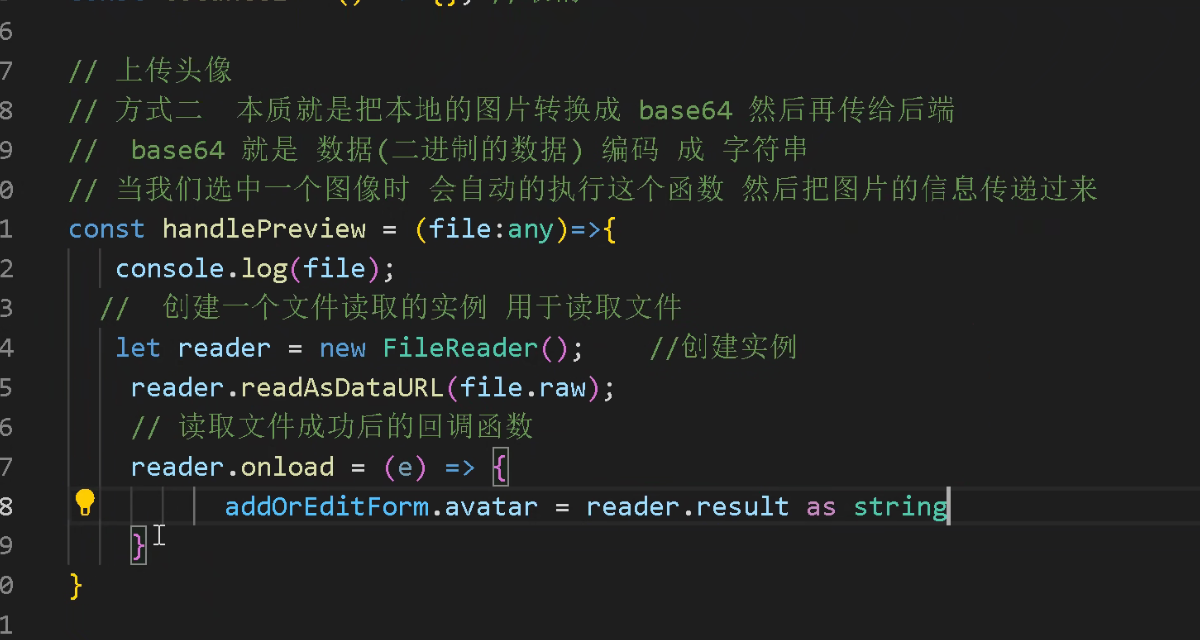 6
7 // 上传头像
8 // 方式二 本质就是把本地的图片转换成 base64 然后再传给后端
9 // base64 就是 数据(二进制的数据) 编码 成 字符串
0 // 当我们选中一个图像时 会自动的执行这个函数 然后把图片的信息传递过来
1 const handlePreview = (file:any)=>{
2 console.log(file);
3 // 创建一个文件读取的实例 用于读取文件
4 let reader = new FileReader(); //创建实例
5 reader.readAsDataURL(file.raw);
6 // 读取文件成功后的回调函数
7 reader.onload = (e) => {
8 addOrEditForm.avatar = reader.result as string
9 }
0 }
1